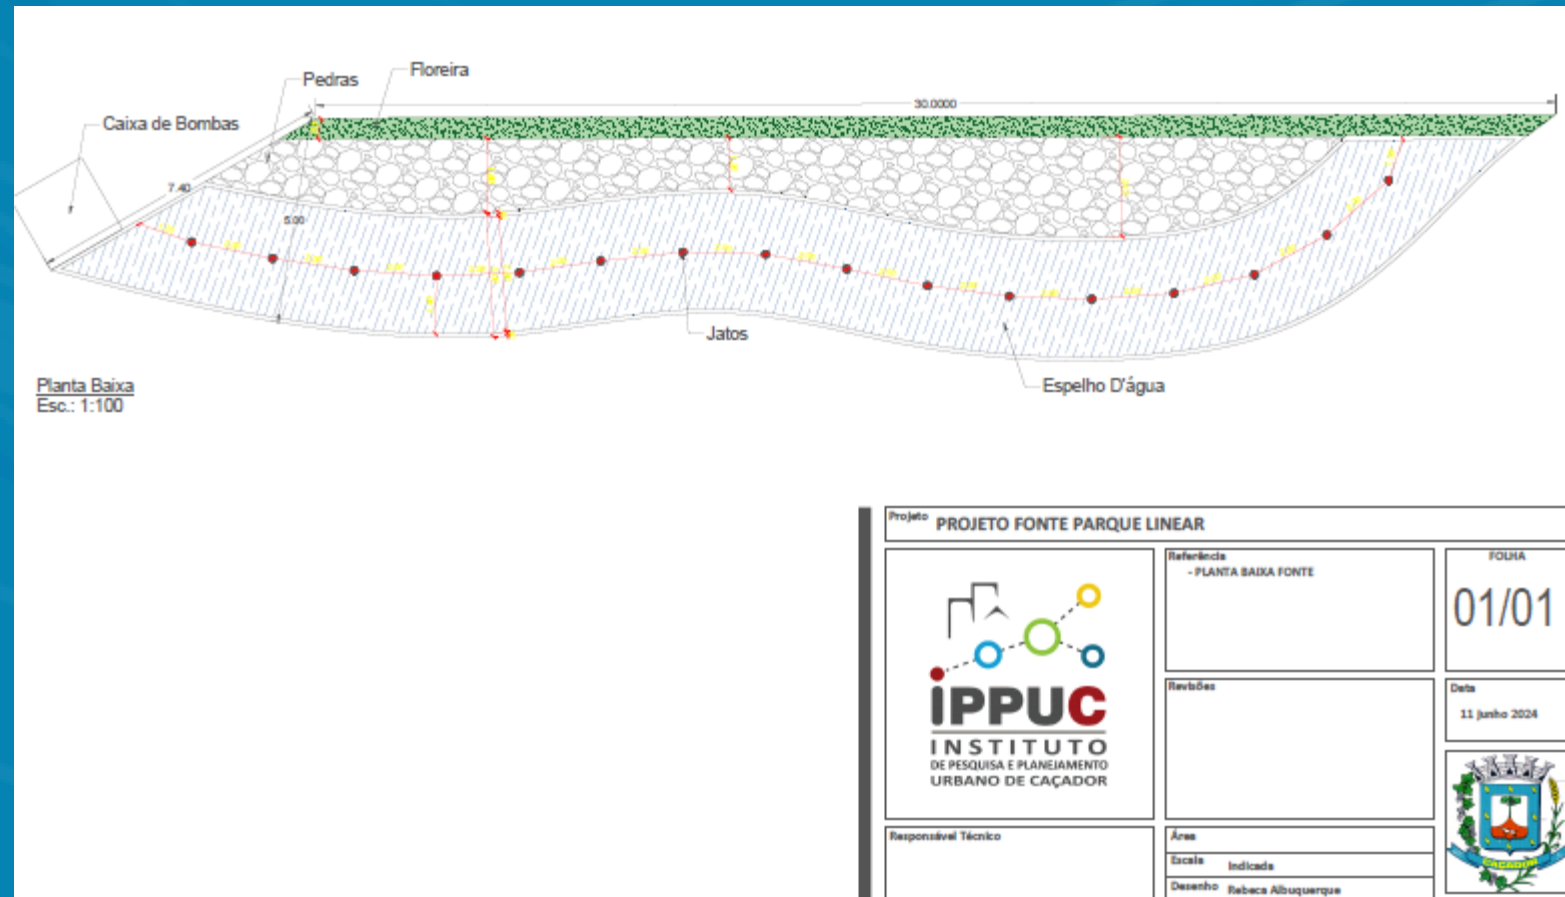 Pedras
Floreira
30.0000
Caixa de Bombas
7.40
5.00
Jatos
Espelho D'água
Planta Baixa
Esc.: 1:100
Projeto
PROJETO FONTE PARQUE LINEAR
Referência
- PLANTA BAIXA FONTE
FOLHA
01/01
Revisões
Data
11 junho 2024
iPPUC
INSTITUTO
DE PESQUISA E PLANEJAMENTO
URBANO DE CAÇADOR
CAÇADOR
Responsável Técnico
Área
Escala
Indicada
Desenho
Rebeca Albuquerque